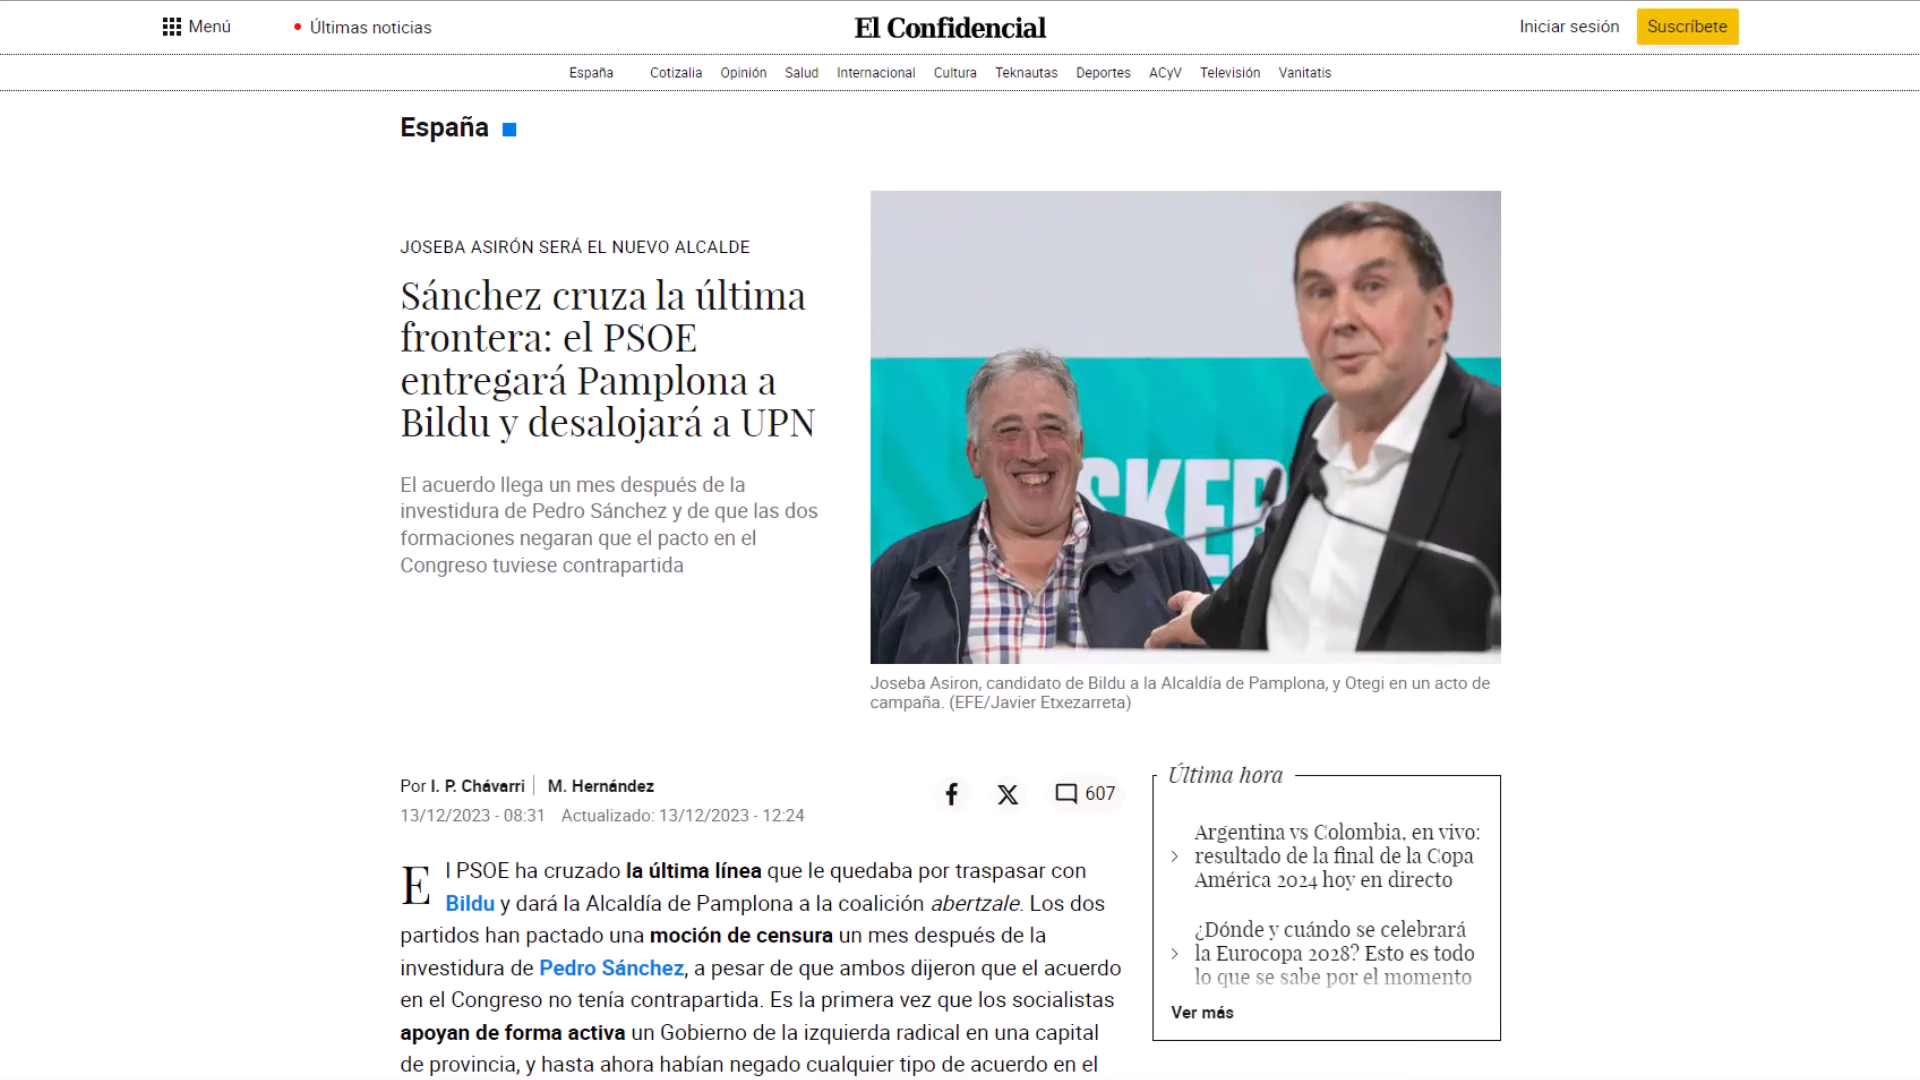 Menú
Últimas noticias
El Confidencial
Iniciar sesión
Suscríbete
España Cotizalia Opinión Salud Internacional Cultura Teknautas Deportes ACyV Televisión Vanitatis
España
JOSEBA ASIRÓN SERÁ EL NUEVO ALCALDE
Sánchez cruza la última
frontera: el PSOE
entregará Pamplona a
Bildu y desalojará a UPN
El acuerdo llega un mes después de la
investidura de Pedro Sánchez y de que las dos
formaciones negaran que el pacto en el
Congreso tuviese contrapartida
SKER
Joseba Asiron, candidato de Bildu a la Alcaldía de Pamplona, y Otegi en un acto de
campaña. (EFE/Javier Etxezarreta)
Por I. P. Chávarri M. Hernández
13/12/2023 - 08:31 Actualizado: 13/12/2023 - 12:24
607
El PSOE ha cruzado la última línea que le quedaba por traspasar con
Bildu y dará la Alcaldía de Pamplona a la coalición abertzale. Los dos
partidos han pactado una moción de censura un mes después de la
investidura de Pedro Sánchez, a pesar de que ambos dijeron que el acuerdo
en el Congreso no tenía contrapartida. Es la primera vez que los socialistas
apoyan de forma activa un Gobierno de la izquierda radical en una capital
de provincia, y hasta ahora habían negado cualquier tipo de acuerdo en el
Última hora
Argentina vs Colombia, en vivo:
resultado de la final de la Copa
América 2024 hoy en directo
¿Dónde y cuándo se celebrará
la Eurocopa 2028? Esto es todo
lo que se sabe por el momento
Ver más